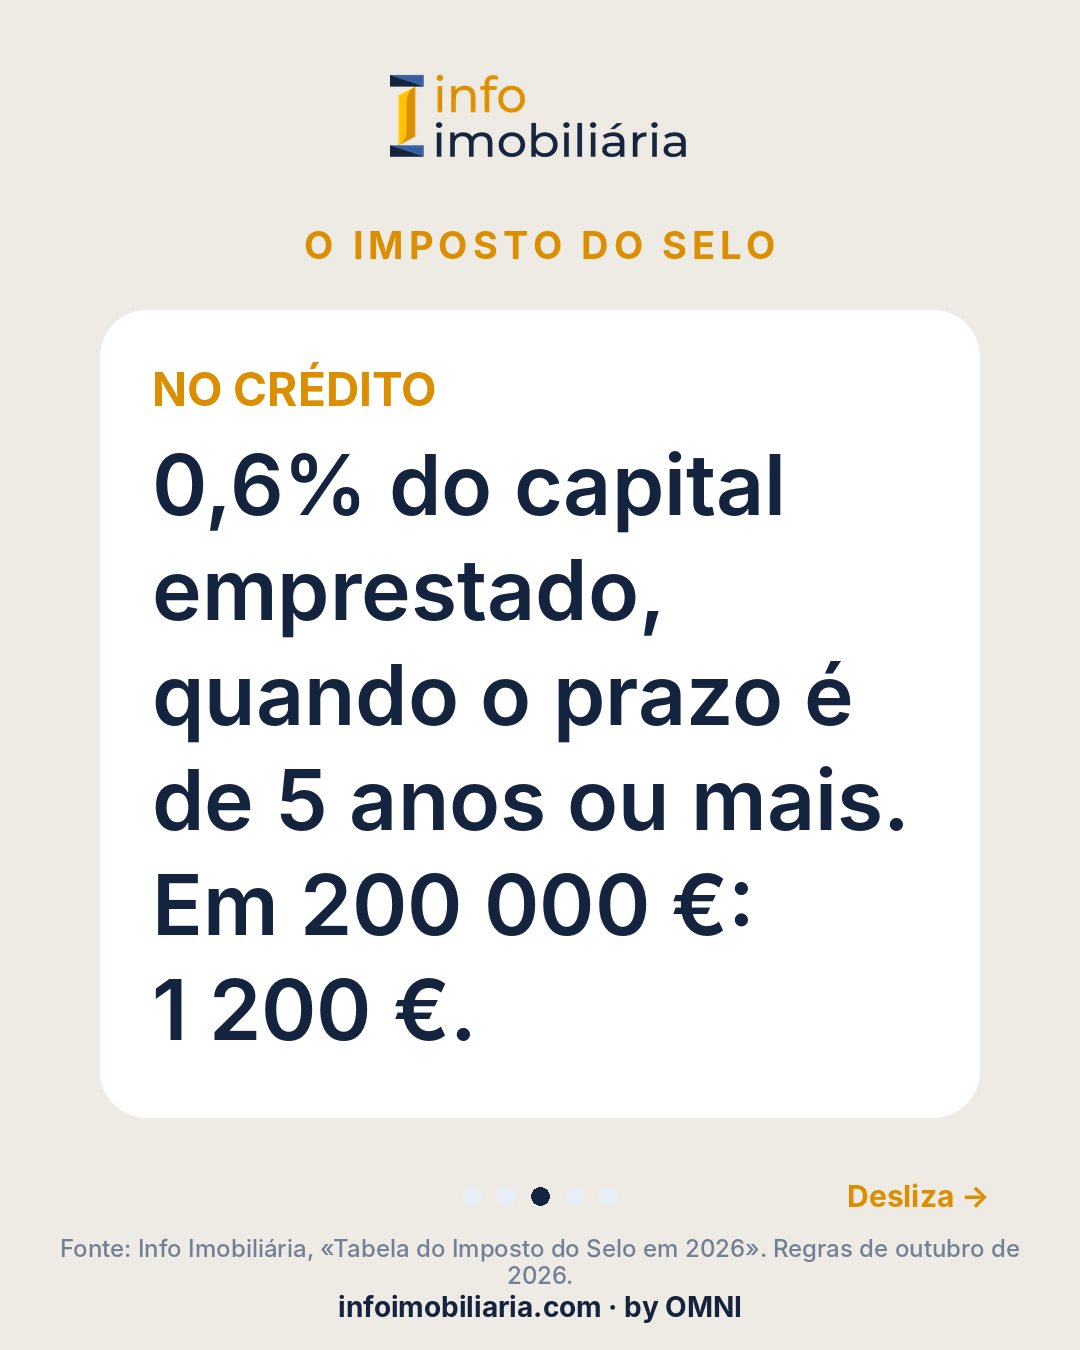 info
imobiliária
O IMPOSTO DO SELO
NO CRÉDITO
0,6% do capital
emprestado,
quando o prazo é
de 5 anos ou mais.
Em 200 000 €:
1 200 €.
Desliza →
Fonte: Info Imobiliária, «Tabela do Imposto do Selo em 2026». Regras de outubro de
2026.
infoimobiliaria.com · by OMNI